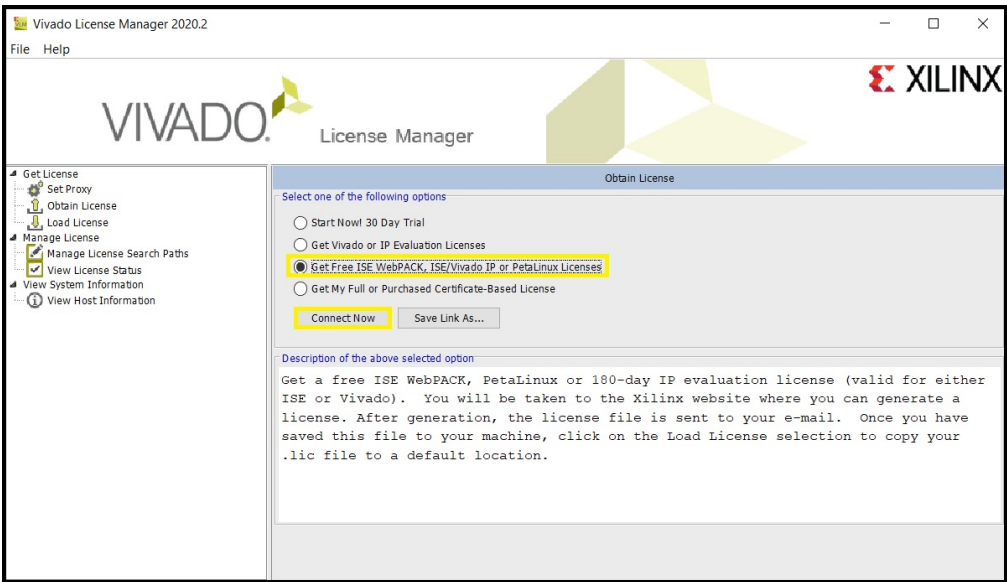 Vivado License Manager 2020.2
File Help
VIVADO.
License Manager
XILINX
Get License
Set Proxy
Obtain License
Load License
Manage License
Manage License Search Paths
View License Status
View System Information
View Host Information
Obtain License
Select one of the following options
Start Now! 30 Day Trial
Get Vivado or IP Evaluation Licenses
Get Free ISE WebPACK, ISE/Vivado IP or PetaLinux Licenses
Get My Full or Purchased Certificate-Based License
Connect Now Save Link As...
Description of the above selected option
Get a free ISE WebPACK, PetaLinux or 180-day IP evaluation license (valid for either
ISE or Vivado). You will be taken to the Xilinx website where you can generate a
license. After generation, the license file is sent to your e-mail. Once you have
saved this file to your machine, click on the Load License selection to copy your
.lic file to a default location.